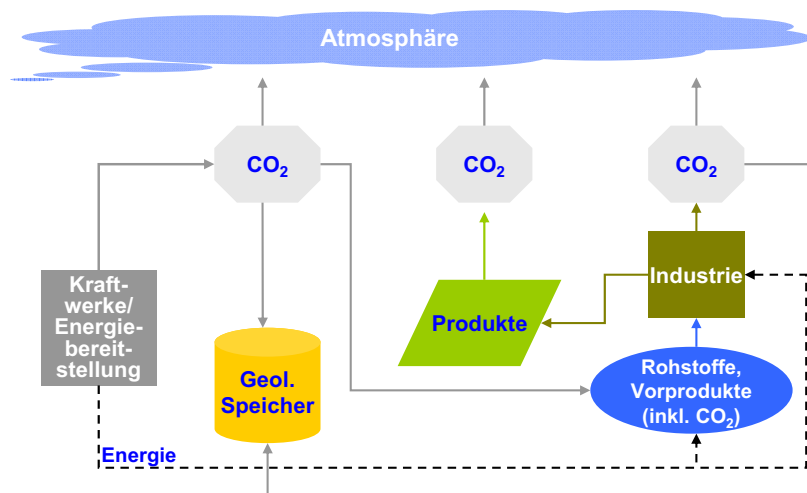 Atmosphäre
CO₂
CO₂
CO₂
Kraft-
werke/
Energie-
bereit-
stellung
Geol.
Speicher
Produkte
Industrie
Rohstoffe,
Vorprodukte
(inkl. CO₂)
Energie